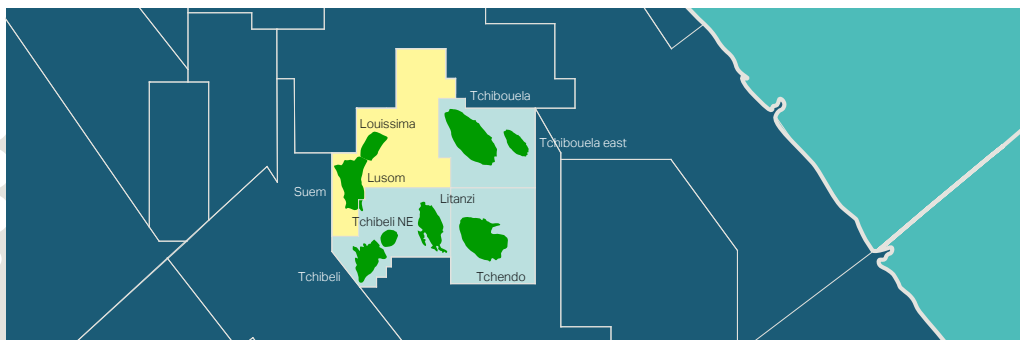 Tchibouela
Louissima
Tchibouela east
Lusom
Suem
Litanzi
Tchibeli NE
Tchibeli
Tchendo